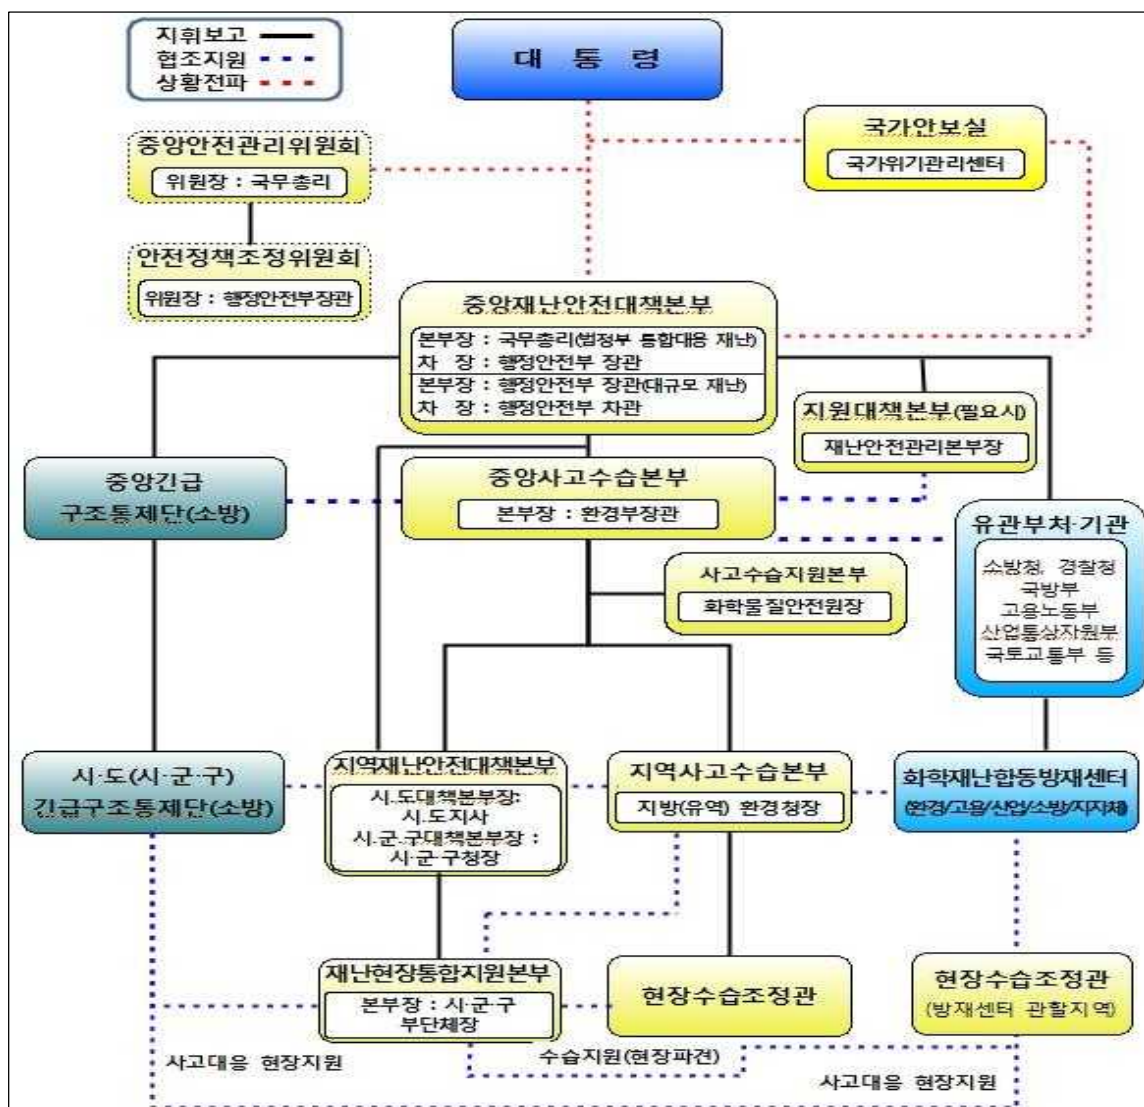 지휘보고
협조지원
상황전파
대 통 령
국가안보실
국가위기관리센터
중앙안전관리위원회
위원장 : 국무총리
안전정책조정위원회
위원장 : 행정안전부장관
중앙재난안전대책본부
본부장 : 국무총리(범정부 통합대응 재난)
차 장 : 행정안전부 장관
본부장 : 행정안전부 장관(대규모 재난)
차 장 : 행정안전부 차관
지원대책본부(필요시)
재난안전관리본부장
중앙긴급
구조통제단(소방)
중앙사고수습본부
본부장 : 환경부장관
유관부처·기관
소방청, 경찰청
국방부
고용노동부
산업통상자원부
국토교통부 등
사고수습지원본부
화학물질안전원장
시·도(시·군·구)
긴급구조통제단(소방)
지역재난안전대책본부
시.도대책본부장:
시.도지사
시.군.구대책본부장 :
시·군·구청장
지역사고수습본부
지방(유역) 환경청장
화학재난합동방재센터
(환경/고용/산업/소방/지자체)
재난현장통합지원본부
본부장 : 시·군·구
부단체장
현장수습조정관
현장수습조정관
(방재센터 관할지역)
사고대응 현장지원
수습지원(현장파견)
사고대응 현장지원